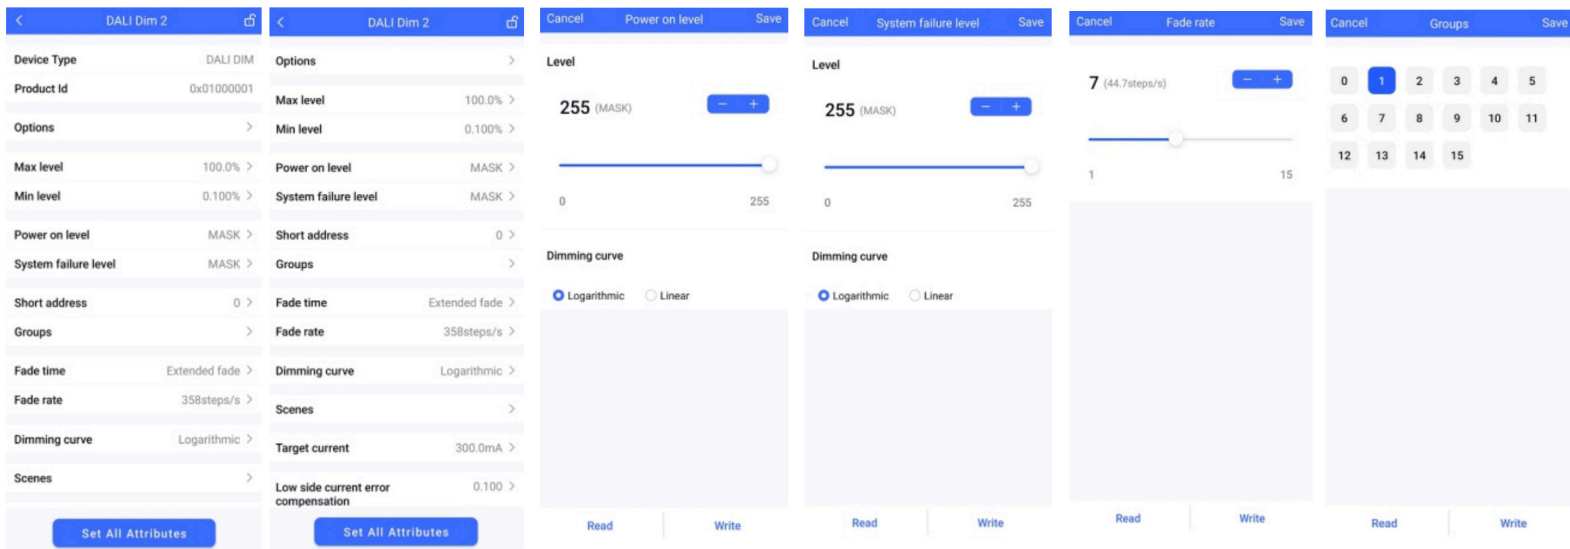 DALI Dim 2
Device Type DALI DIM
Product Id 0x01000001
Options
Max level 100.0%
Min level 0.100%
Power on level MASK
System failure level MASK
Short address 0
Groups
Fade time Extended fade
Fade rate 358steps/s
Dimming curve Logarithmic
Scenes
Set All Attributes
DALI Dim 2
Options
Max level 100.0%
Min level 0.100%
Power on level MASK
System failure level MASK
Short address 0
Groups
Fade time Extended fade
Fade rate 358steps/s
Dimming curve Logarithmic
Scenes
Target current 300.0mA
Low side current error 0.100
compensation
Set All Attributes
Cancel Power on level Save
Level
255 (MASK) − +
0 255
Dimming curve
Logarithmic Linear
Read Write
Cancel System failure level Save
Level
255 (MASK) − +
0 255
Dimming curve
Logarithmic Linear
Read Write
Cancel Fade rate Save
7 (44.7steps/s) − +
1 15
Read Write
Cancel Groups Save
0 1 2 3 4 5
6 7 8 9 10 11
12 13 14 15
Read Write